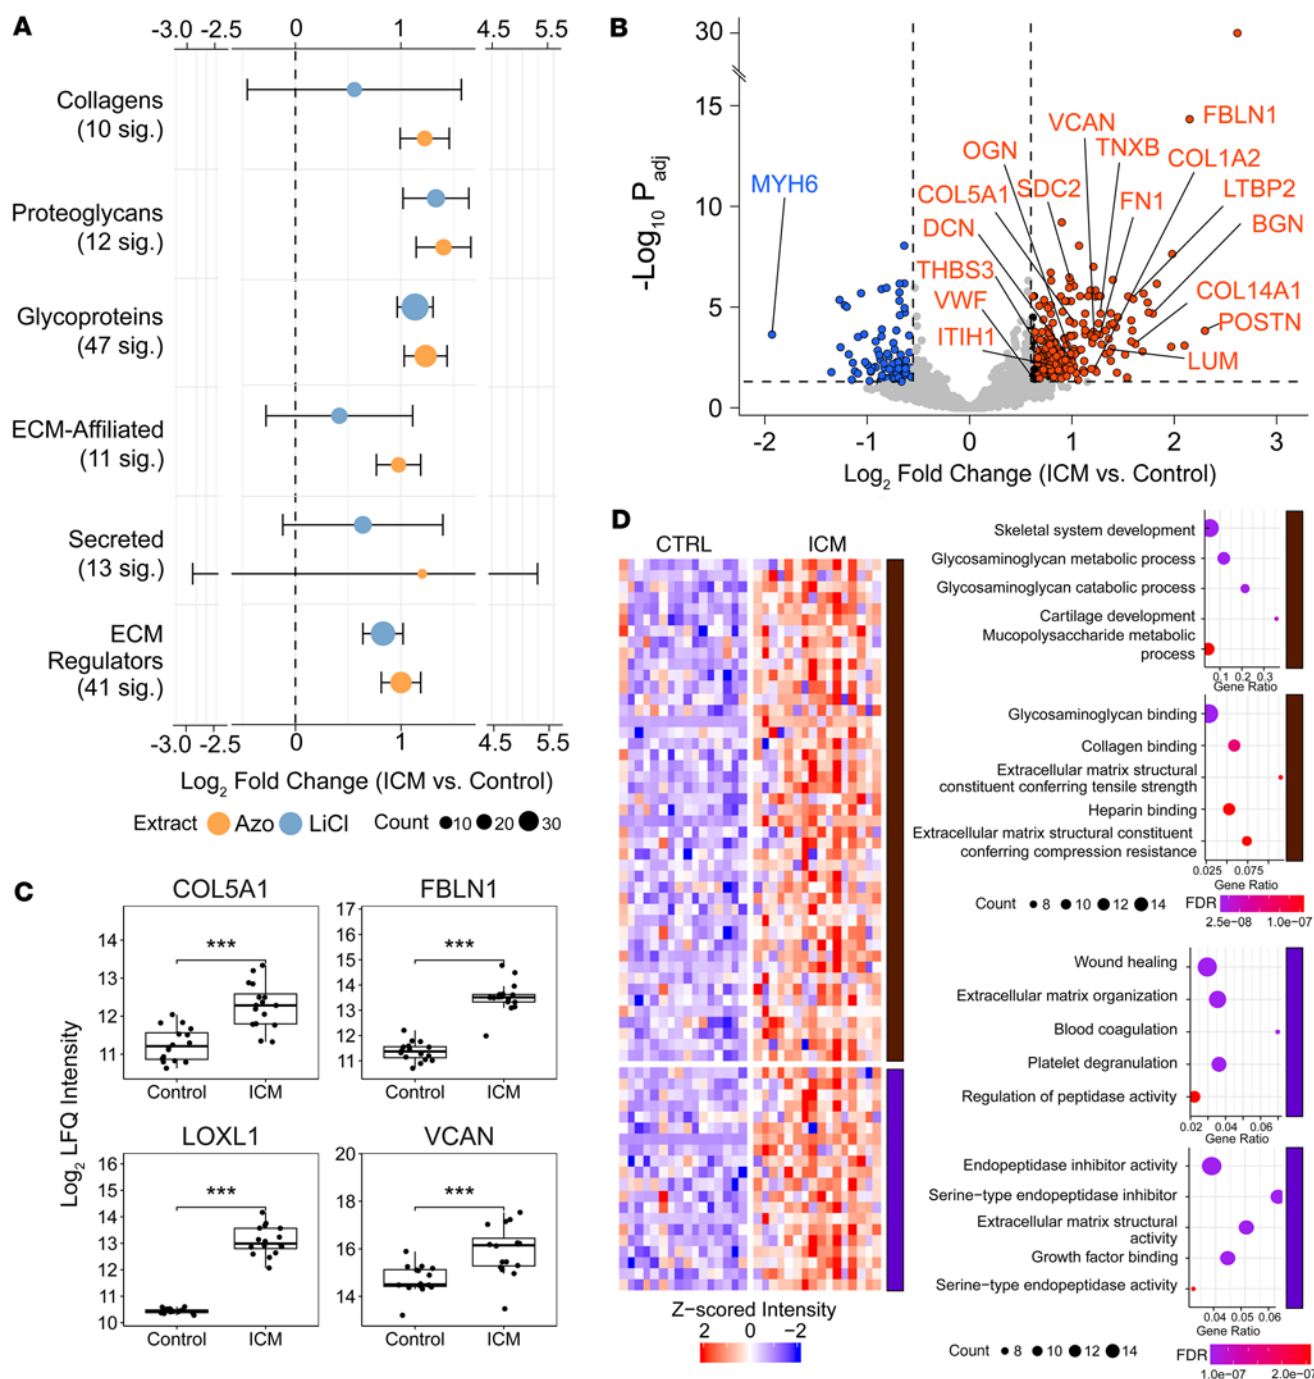 A
-3.0 -2.5 0 1 4.5 5.5
Collagens
(10 sig.)
Proteoglycans
(12 sig.)
Glycoproteins
(47 sig.)
ECM-Affiliated
(11 sig.)
Secreted
(13 sig.)
ECM
Regulators
(41 sig.)
-3.0 -2.5 0 1 4.5 5.5
Log2 Fold Change (ICM vs. Control)
Extract Azo LiCl Count 10 20 30
B
-Log10 Padj
30
15
10
5
0
MYH6
VCAN
FBLN1
OGN
TNXB
COL1A2
COL5A1
SDC2
FN1
LTBP2
DCN
BGN
THBS3
COL14A1
VWF
POSTN
ITIH1
LUM
-2 -1 0 1 2 3
Log2 Fold Change (ICM vs. Control)
C
Log2 LFQ Intensity
COL5A1
***
14
13
12
11
Control ICM
FBLN1
***
17
16
15
14
13
12
11
Control ICM
LOXL1
***
16
15
14
13
12
11
10
Control ICM
VCAN
***
20
18
16
14
Control ICM
D
CTRL ICM
Z-scored Intensity
2 0 -2
Skeletal system development
Glycosaminoglycan metabolic process
Glycosaminoglycan catabolic process
Cartilage development
Mucopolysaccharide metabolic
process
0.1 0.2 0.3
Gene Ratio
Glycosaminoglycan binding
Collagen binding
Extracellular matrix structural
constituent conferring tensile strength
Heparin binding
Extracellular matrix structural constituent
conferring compression resistance
0.025 0.075
Gene Ratio
Count 8 10 12 14 FDR
2.5e-08 1.0e-07
Wound healing
Extracellular matrix organization
Blood coagulation
Platelet degranulation
Regulation of peptidase activity
0.02 0.04 0.06
Gene Ratio
Endopeptidase inhibitor activity
Serine-type endopeptidase inhibitor
Extracellular matrix structural
activity
Growth factor binding
Serine-type endopeptidase activity
0.04 0.05 0.06
Gene Ratio
Count 8 10 12 14 FDR
1.0e-07 2.0e-07